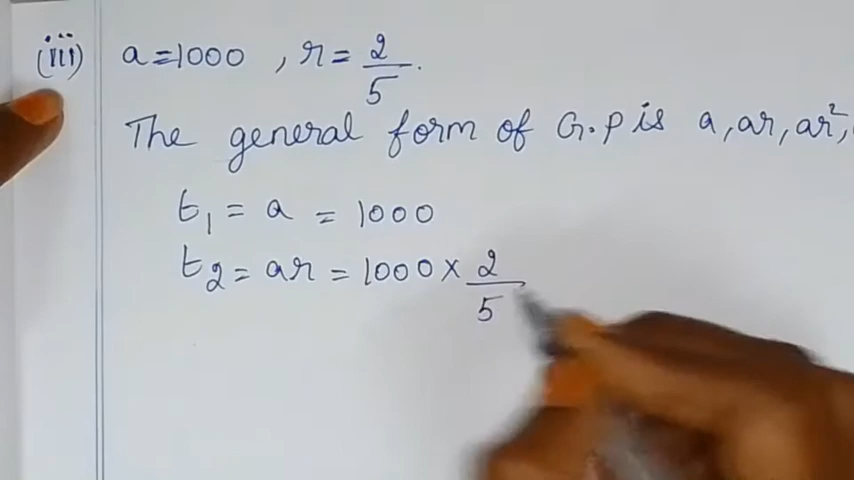 (iii) a=1000 , r = 2/5.
The general form of G.P is a, ar, ar²,
t₁ = a = 1000
t₂ = ar = 1000 × 2/5